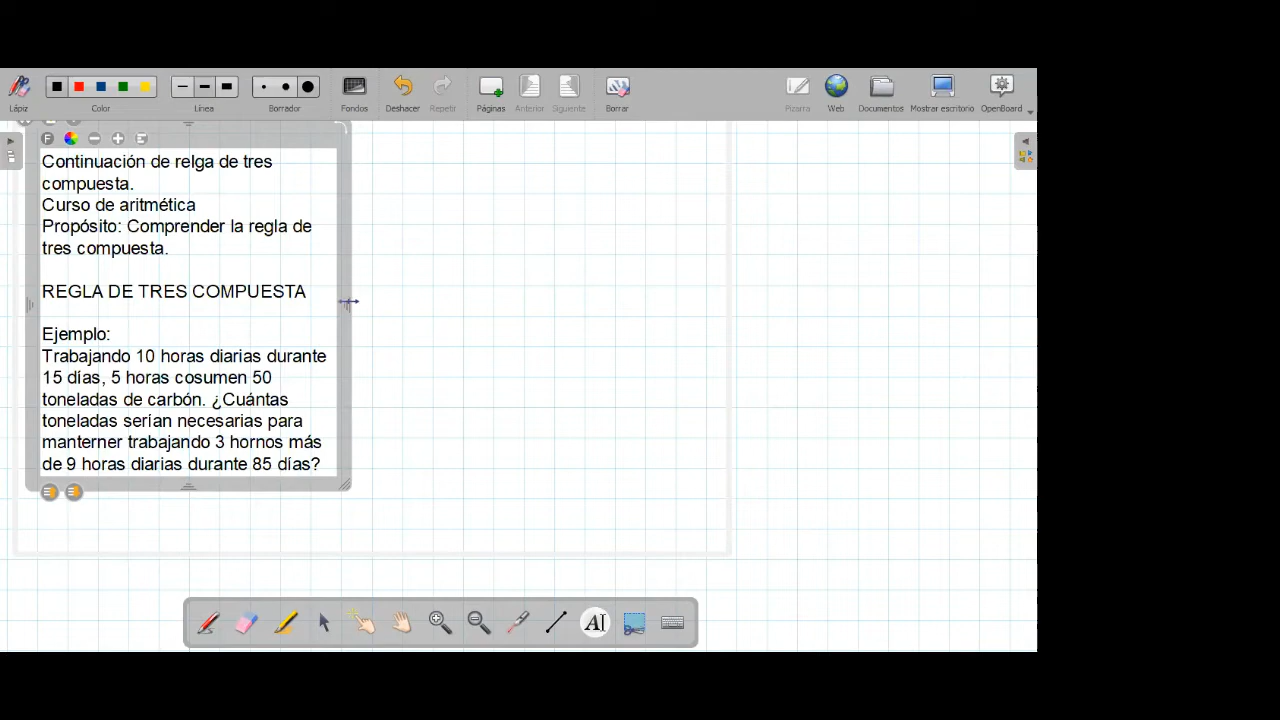 Lápiz
Color
Línea
Borrador
Fondos
Deshacer
Repetir
Páginas
Anterior
Siguiente
Borrar
Pizarra
Web
Documentos
Mostrar escritorio
OpenBoard
Continuación de relga de tres
compuesta.
Curso de aritmética
Propósito: Comprender la regla de
tres compuesta.
REGLA DE TRES COMPUESTA
Ejemplo:
Trabajando 10 horas diarias durante
15 días, 5 horas cosumen 50
toneladas de carbón. ¿Cuántas
toneladas serían necesarias para
manterner trabajando 3 hornos más
de 9 horas diarias durante 85 días?